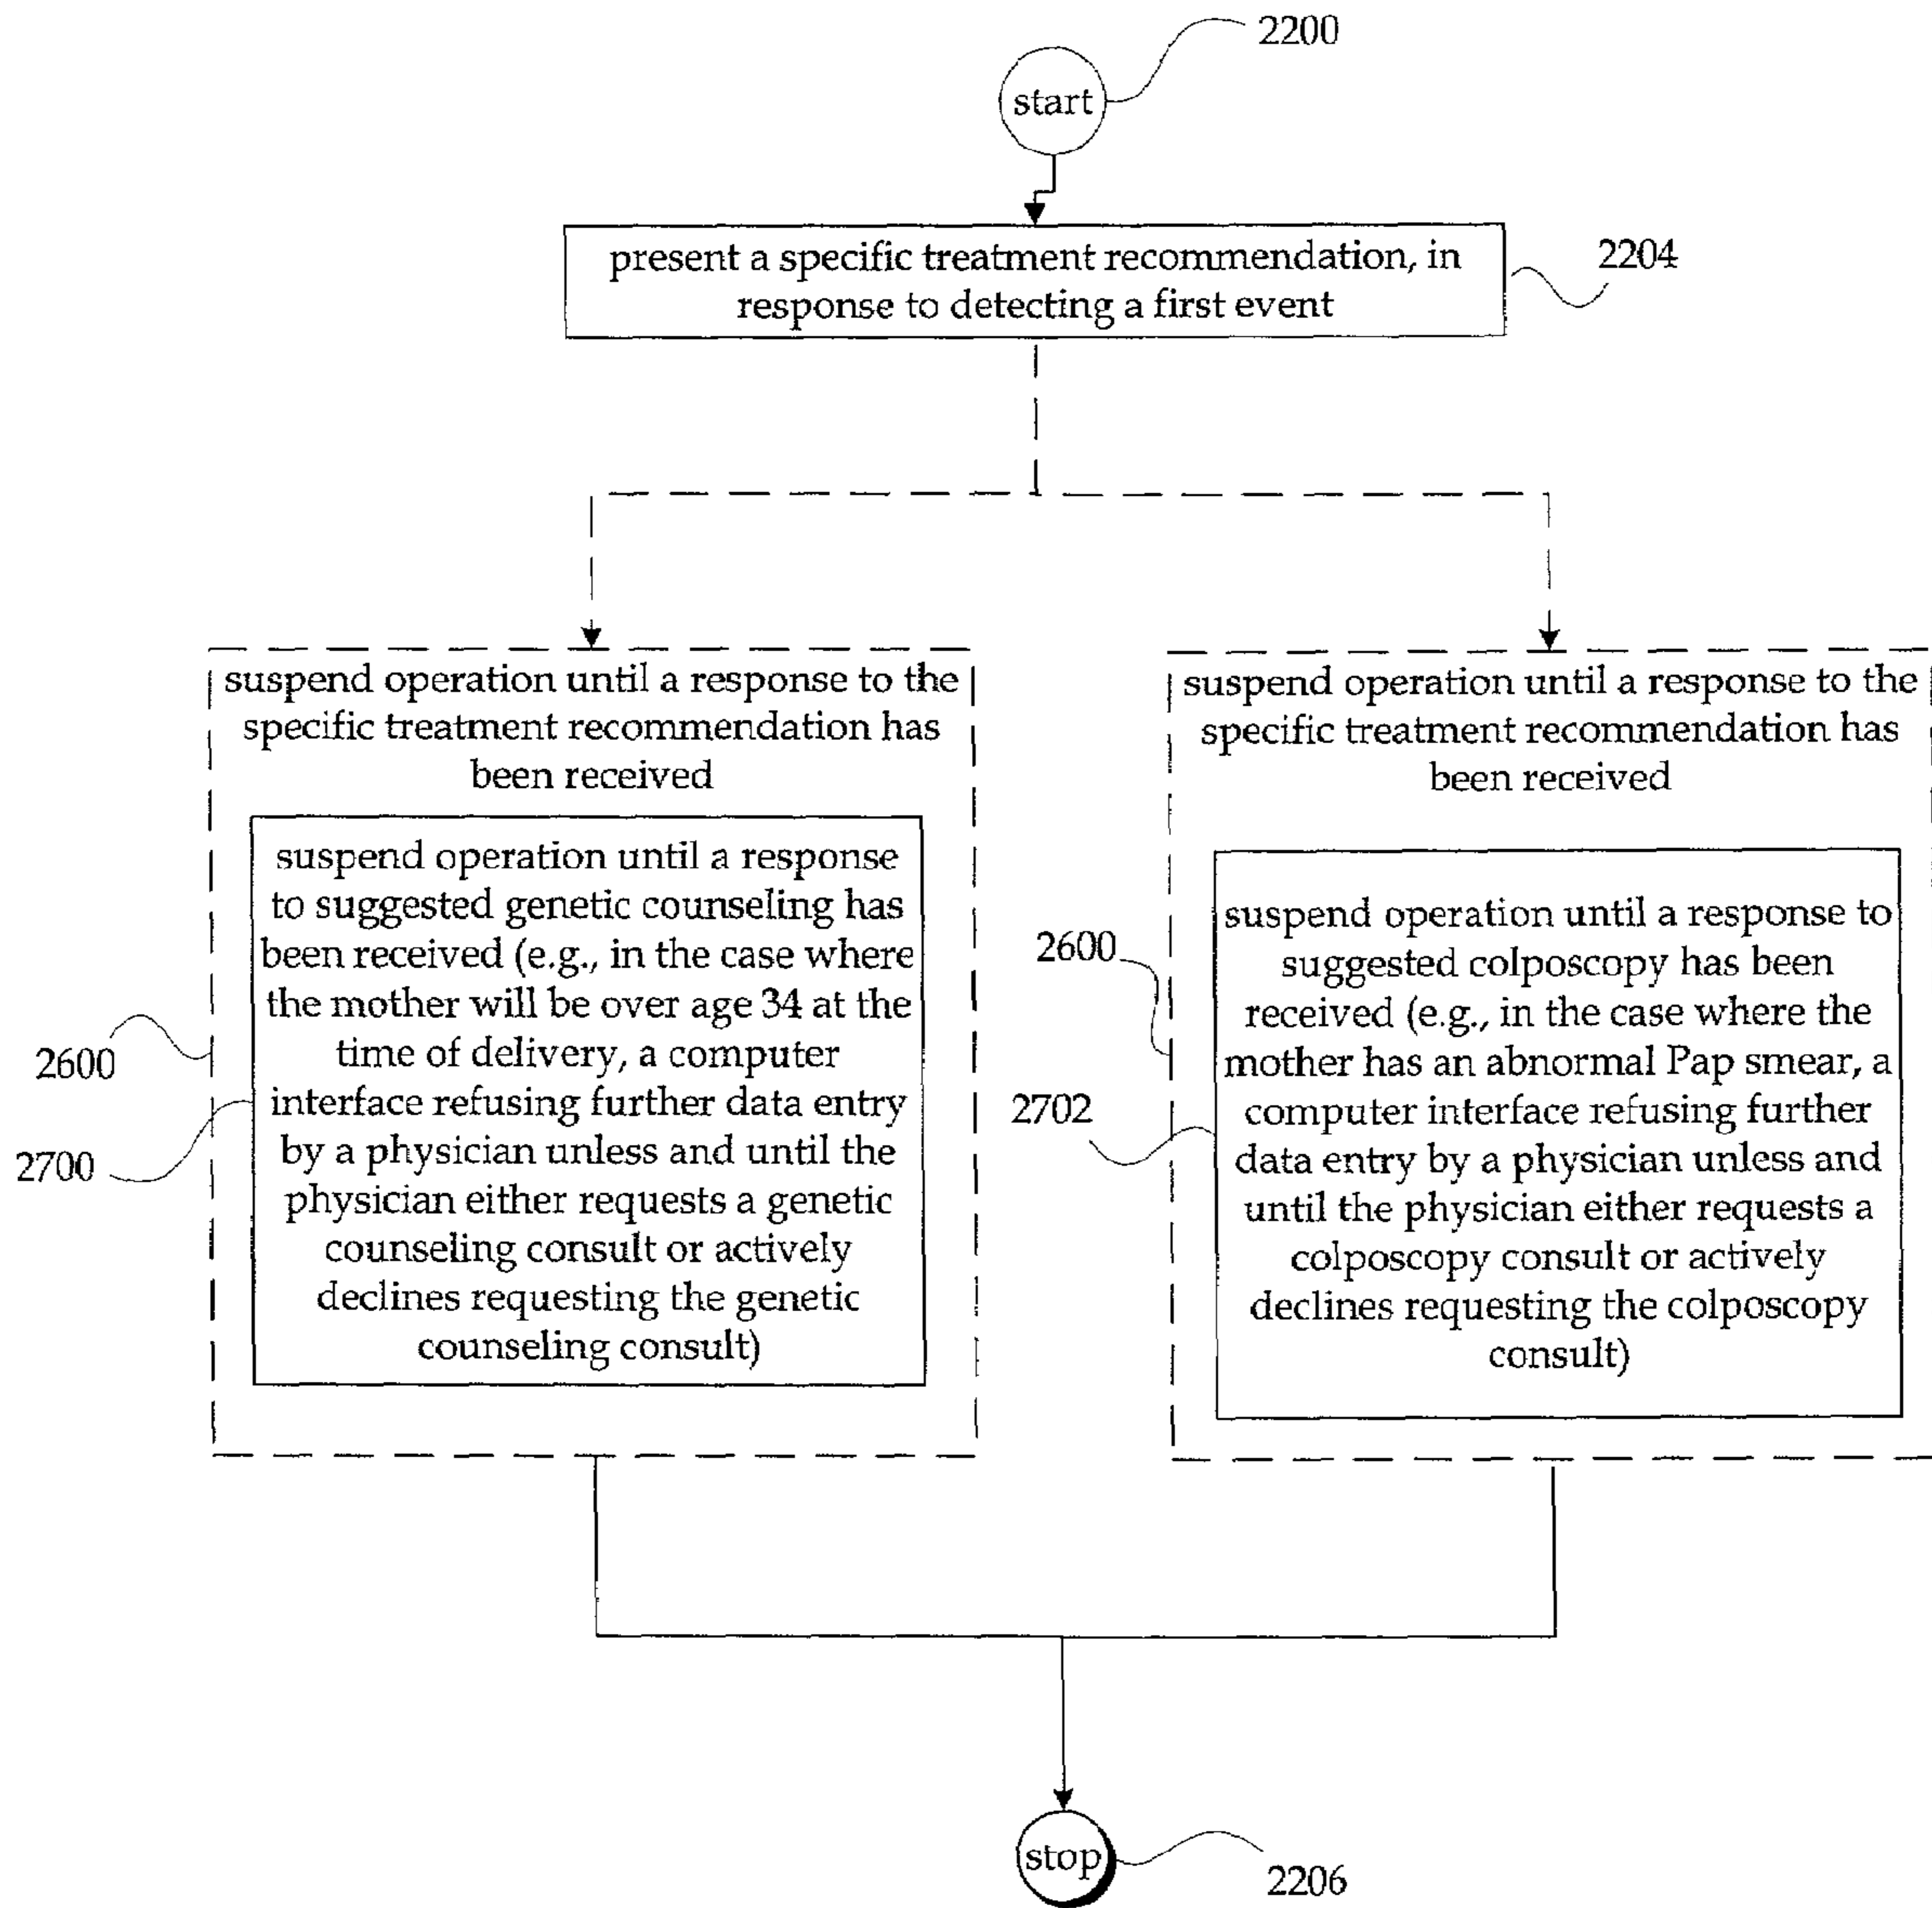 2200
start
present a specific treatment recommendation, in
response to detecting a first event
2204
suspend operation until a response to the
specific treatment recommendation has
been received
suspend operation until a response
to suggested genetic counseling has
been received (e.g., in the case where
the mother will be over age 34 at the
time of delivery, a computer
interface refusing further data entry
by a physician unless and until the
physician either requests a genetic
counseling consult or actively
declines requesting the genetic
counseling consult)
2600
2700
suspend operation until a response to the
specific treatment recommendation has
been received
suspend operation until a response to
suggested colposcopy has been
received (e.g., in the case where the
mother has an abnormal Pap smear, a
computer interface refusing further
data entry by a physician unless and
until the physician either requests a
colposcopy consult or actively
declines requesting the colposcopy
consult)
2600
2702
stop
2206